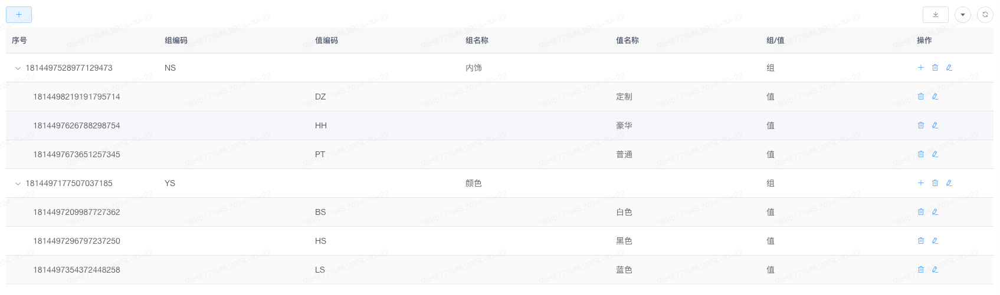 序号 组编码 值编码 组名称 值名称 组/值 操作
1814497528977129473 NS 内饰 组
1814498219191795714 DZ 定制 值
1814497626788298754 HH 豪华 值
1814497673651257345 PT 普通 值
1814497177507037185 YS 颜色 组
1814497209987727362 BS 白色 值
1814497296797237250 HS 黑色 值
1814497354372448258 LS 蓝色 值
18616771546,2024-10-22